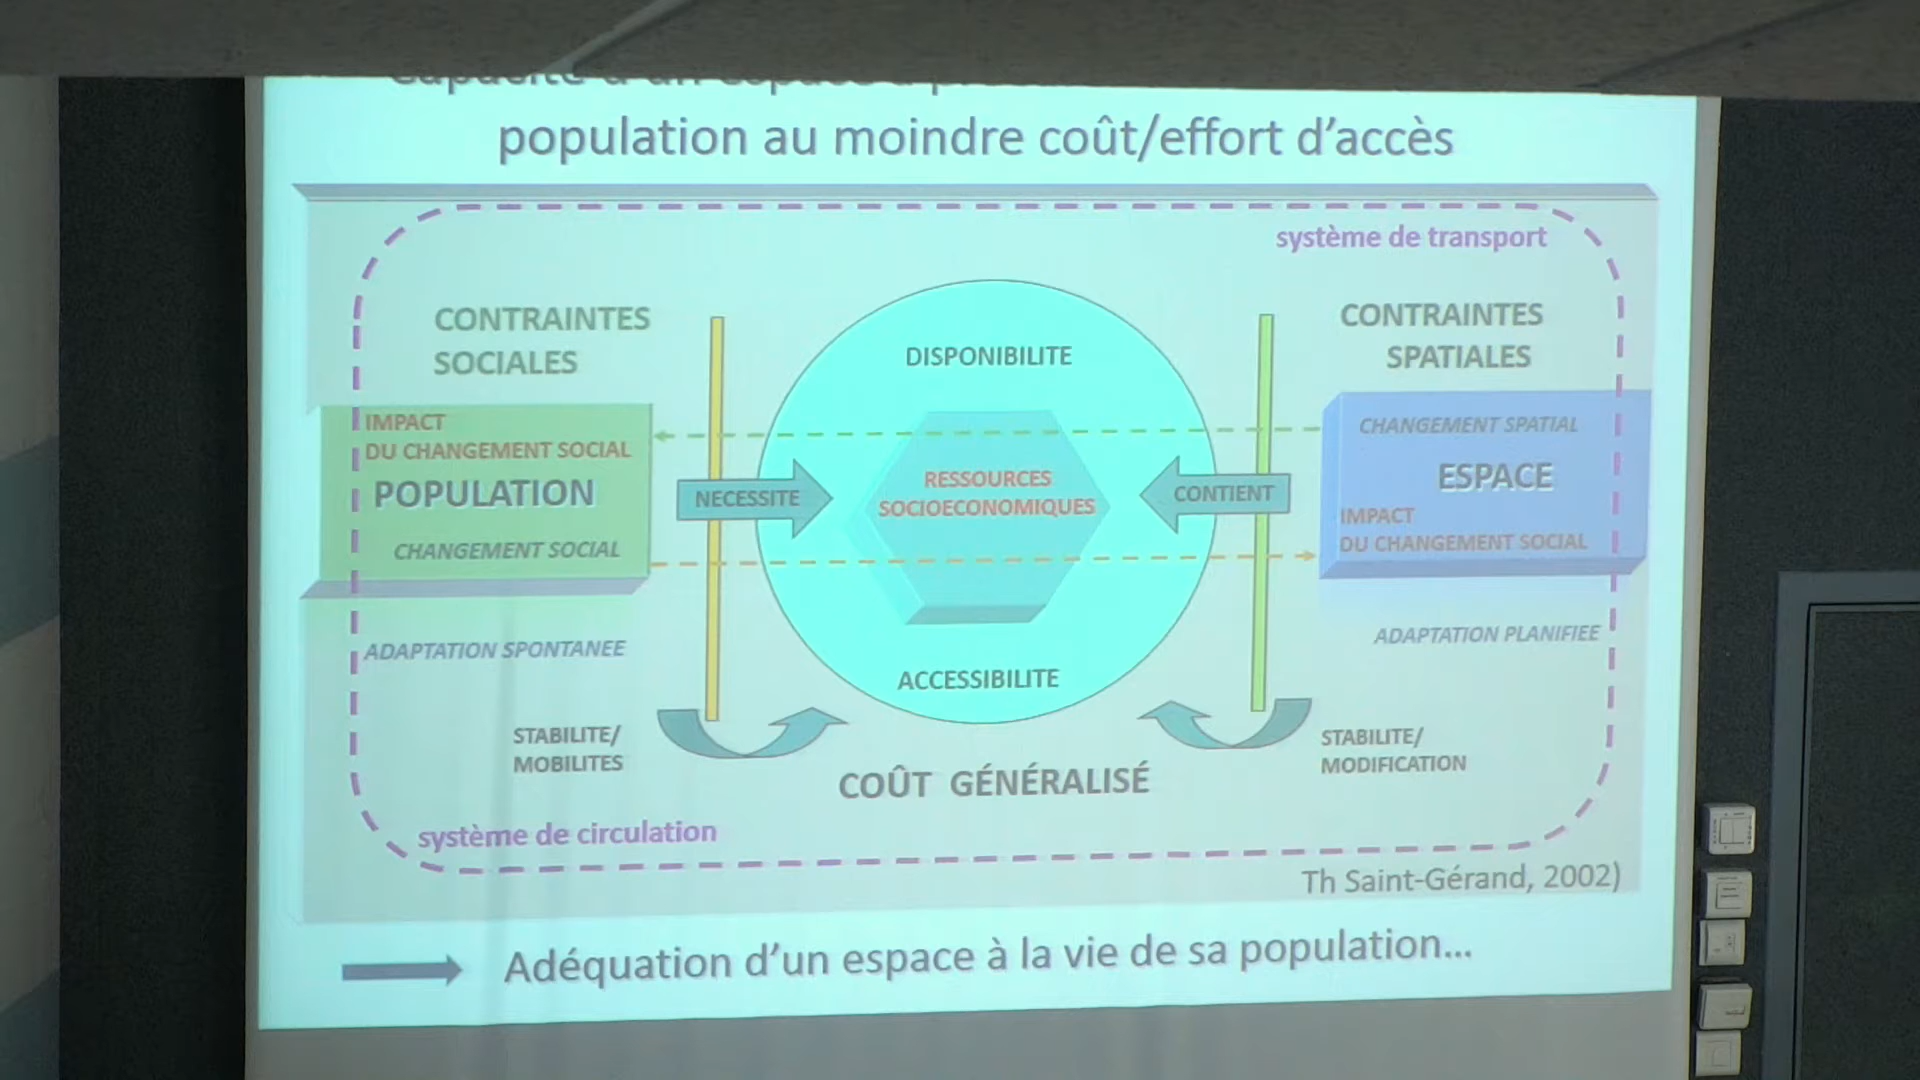 population au moindre coût/effort d'accès
système de transport
CONTRAINTES
SOCIALES
CONTRAINTES
SPATIALES
DISPONIBILITE
IMPACT
DU CHANGEMENT SOCIAL
POPULATION
CHANGEMENT SOCIAL
NECESSITE
RESSOURCES
SOCIOECONOMIQUES
CONTIENT
CHANGEMENT SPATIAL
ESPACE
IMPACT
DU CHANGEMENT SOCIAL
ADAPTATION SPONTANEE
ACCESSIBILITE
ADAPTATION PLANIFIEE
STABILITE/
MOBILITES
STABILITE/
MODIFICATION
COÛT GÉNÉRALISÉ
système de circulation
Th Saint-Gérand, 2002)
Adéquation d'un espace à la vie de sa population...